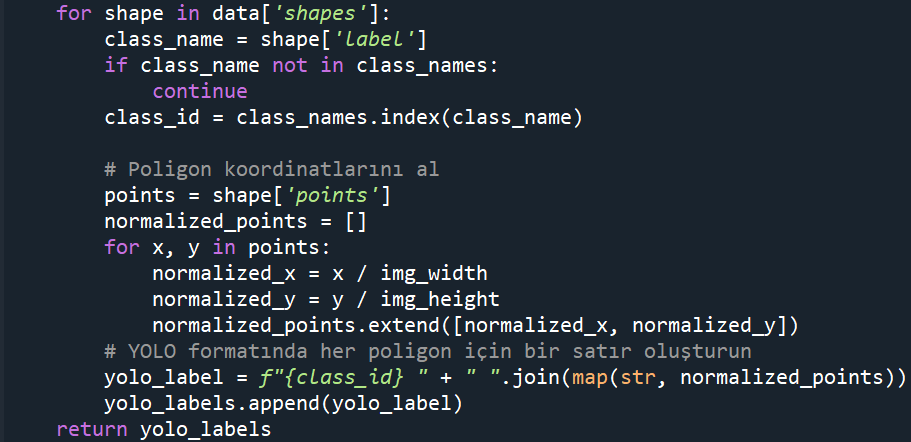 for shape in data['shapes']:
    class_name = shape['label']
    if class_name not in class_names:
        continue
    class_id = class_names.index(class_name)

    # Poligon koordinatlarını al
    points = shape['points']
    normalized_points = []
    for x, y in points:
        normalized_x = x / img_width
        normalized_y = y / img_height
        normalized_points.extend([normalized_x, normalized_y])
    # YOLO formatında her poligon için bir satır oluşturun
    yolo_label = f"{class_id} " + " ".join(map(str, normalized_points))
    yolo_labels.append(yolo_label)
return yolo_labels